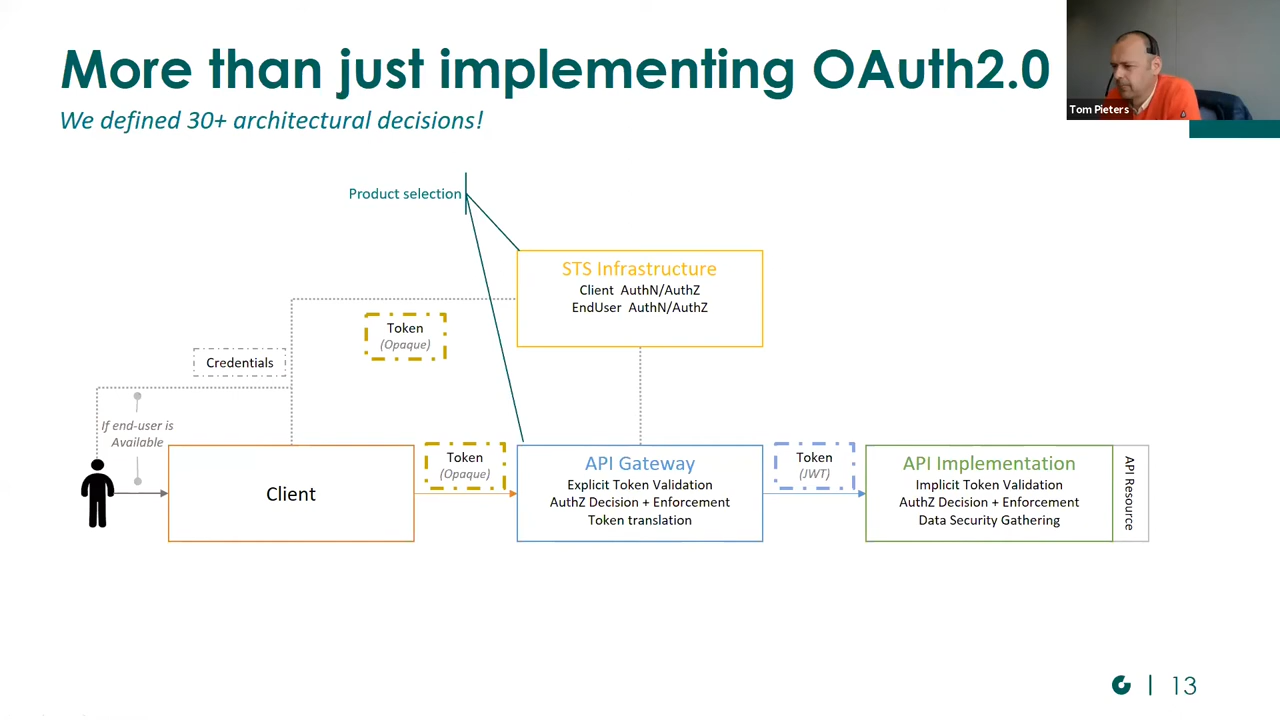 More than just implementing OAuth2.0
We defined 30+ architectural decisions!
Tom Pieters
Product selection
STS Infrastructure
Client AuthN/AuthZ
EndUser AuthN/AuthZ
Token
(Opaque)
Credentials
If end-user is
Available
Client
Token
(Opaque)
API Gateway
Explicit Token Validation
AuthZ Decision + Enforcement
Token translation
Token
(JWT)
API Implementation
Implicit Token Validation
AuthZ Decision + Enforcement
Data Security Gathering
API Resource
13